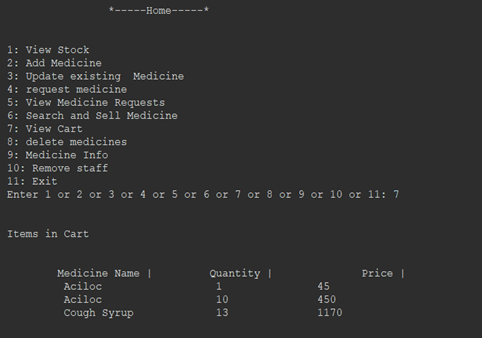 *-----Home-----*
1: View Stock
2: Add Medicine
3: Update existing  Medicine
4: request medicine
5: View Medicine Requests
6: Search and Sell Medicine
7: View Cart
8: delete medicines
9: Medicine Info
10: Remove staff
11: Exit
Enter 1 or 2 or 3 or 4 or 5 or 6 or 7 or 8 or 9 or 10 or 11: 7
Items in Cart
Medicine Name | Quantity | Price |
Aciloc 1 45
Aciloc 10 450
Cough Syrup 13 1170